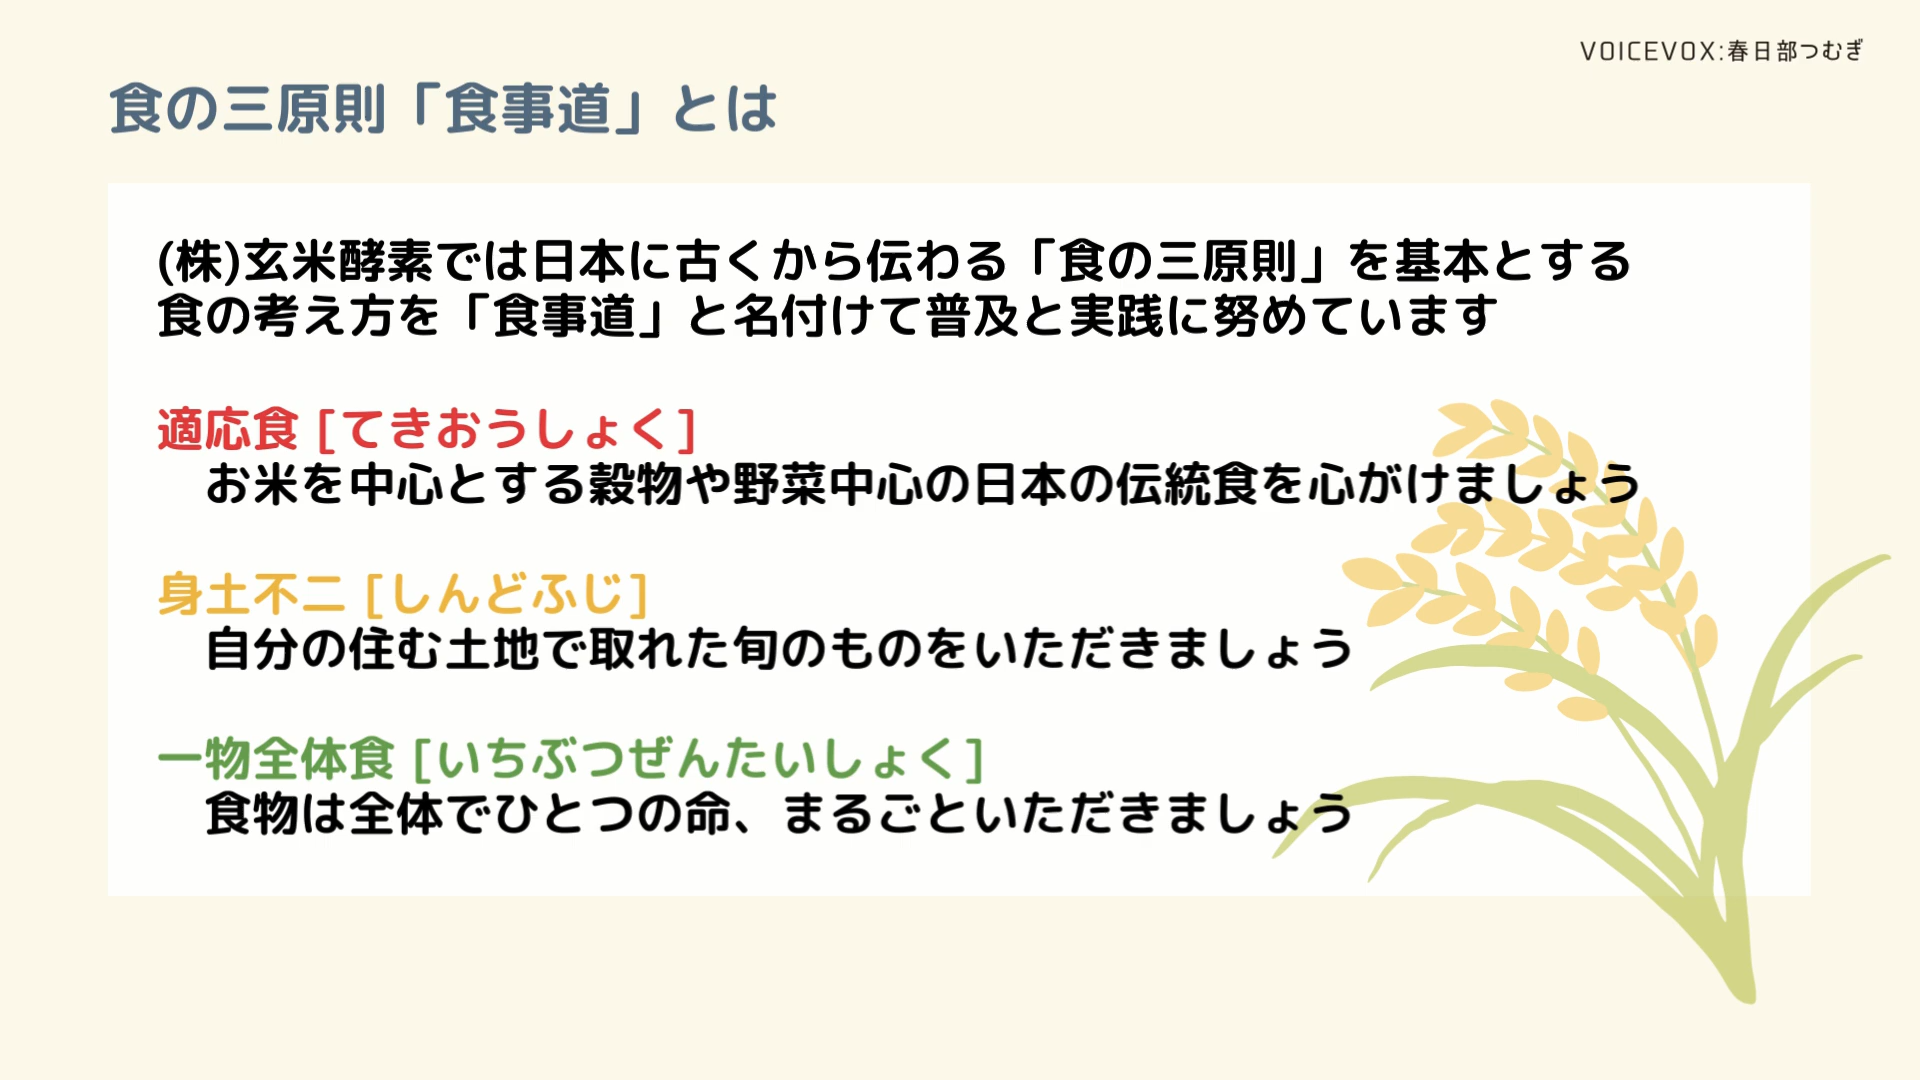 VOICEVOX:春日部つむぎ
食の三原則「食事道」とは
(株)玄米酵素では日本に古くから伝わる「食の三原則」を基本とする
食の考え方を「食事道」と名付けて普及と実践に努めています
適応食 [てきおうしょく]
お米を中心とする穀物や野菜中心の日本の伝統食を心がけましょう
身土不二 [しんどふじ]
自分の住む土地で取れた旬のものをいただきましょう
一物全体食 [いちぶつぜんたいしょく]
食物は全体でひとつの命、まるごといただきましょう